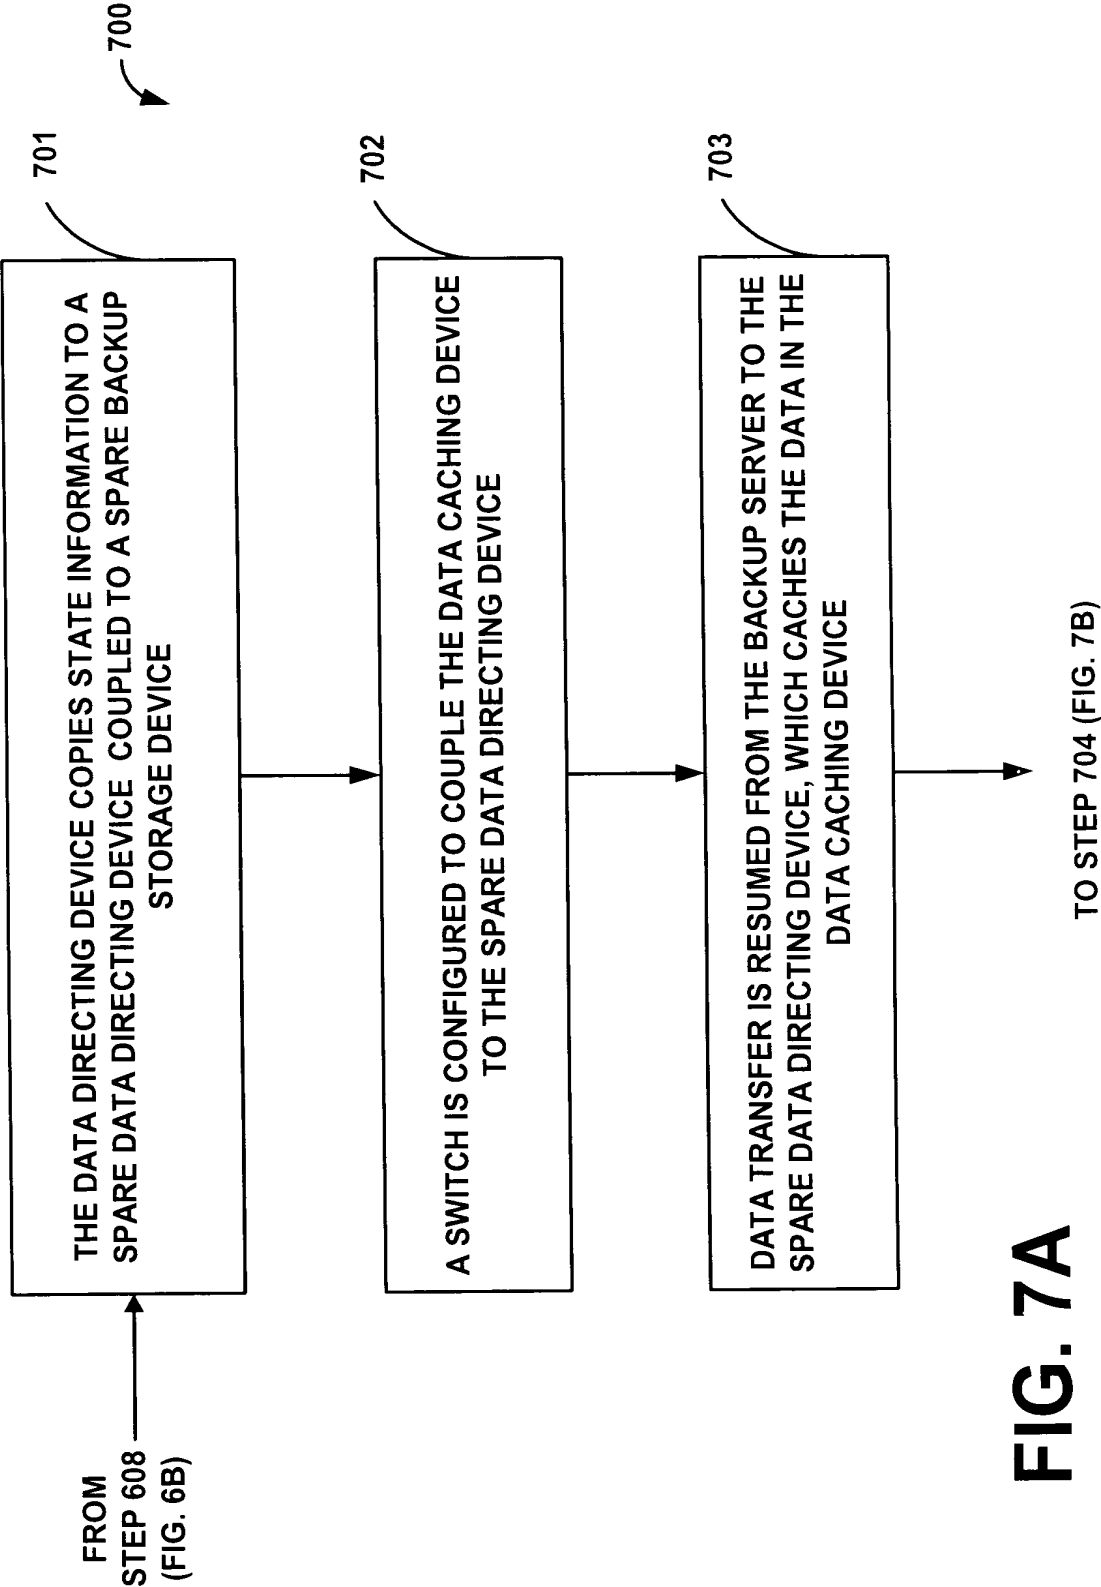 700
FROM
STEP 608
(FIG. 6B)
701
THE DATA DIRECTING DEVICE COPIES STATE INFORMATION TO A
SPARE DATA DIRECTING DEVICE COUPLED TO A SPARE BACKUP
STORAGE DEVICE
702
A SWITCH IS CONFIGURED TO COUPLE THE DATA CACHING DEVICE
TO THE SPARE DATA DIRECTING DEVICE
703
DATA TRANSFER IS RESUMED FROM THE BACKUP SERVER TO THE
SPARE DATA DIRECTING DEVICE, WHICH CACHES THE DATA IN THE
DATA CACHING DEVICE
TO STEP 704 (FIG. 7B)
FIG. 7A